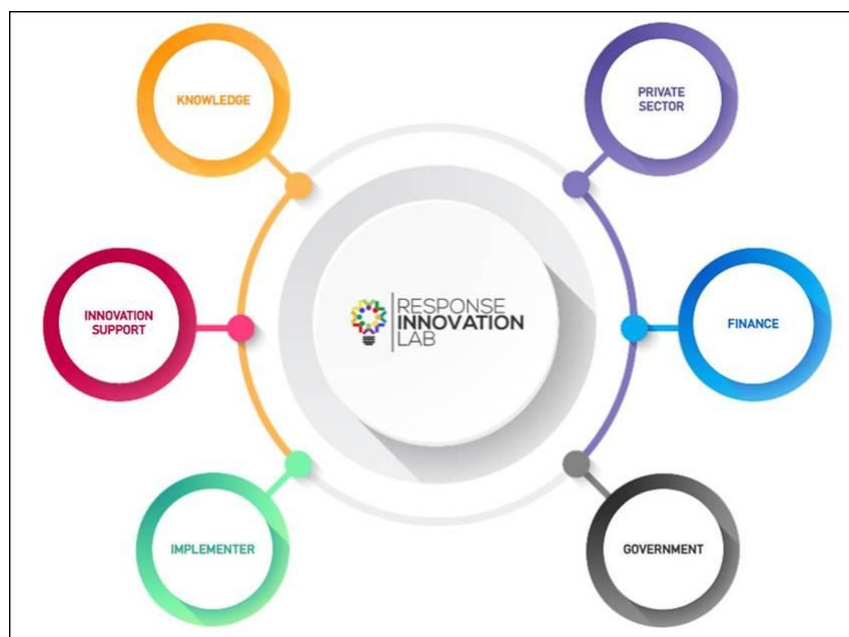 KNOWLEDGE
PRIVATE
SECTOR
INNOVATION
SUPPORT
RESPONSE
INNOVATION
LAB
FINANCE
IMPLEMENTER
GOVERNMENT